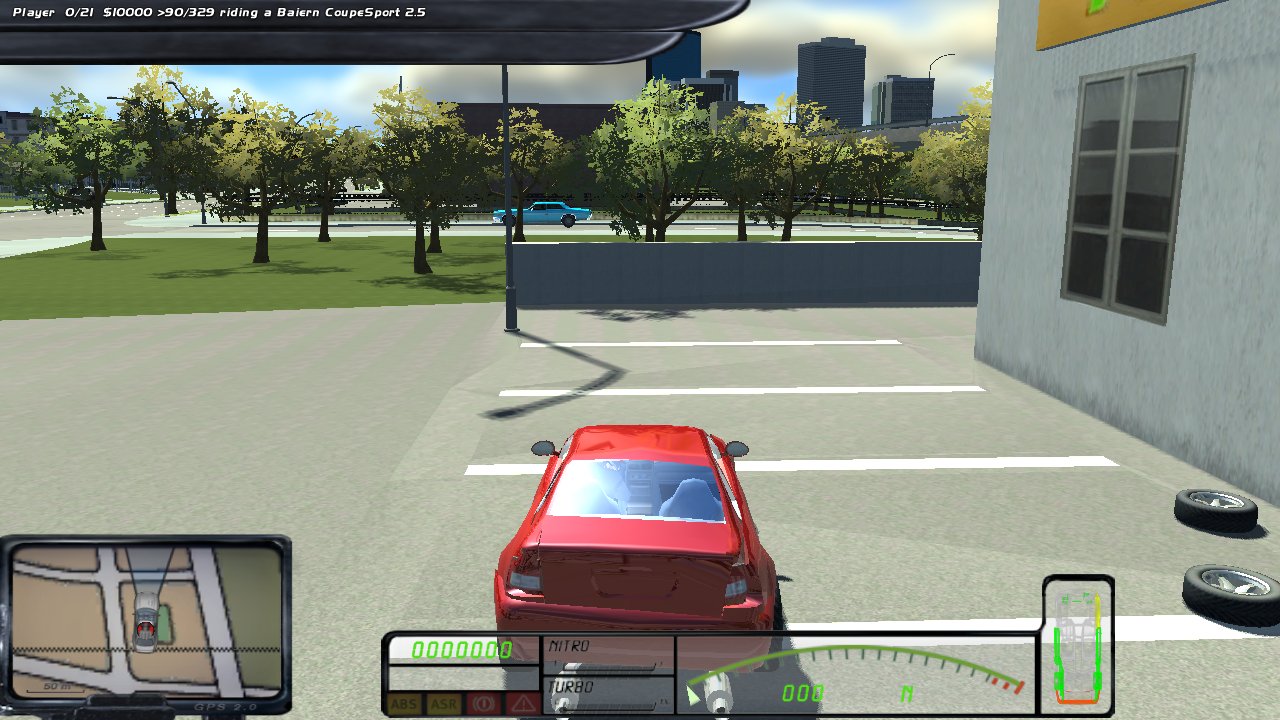 Player 0/21 $10000 >90/329 riding a Baiern CoupeSport 2.5
0000000
NITRO
TURBO
ABS ASR
000 N
50 m
GPS 2.0